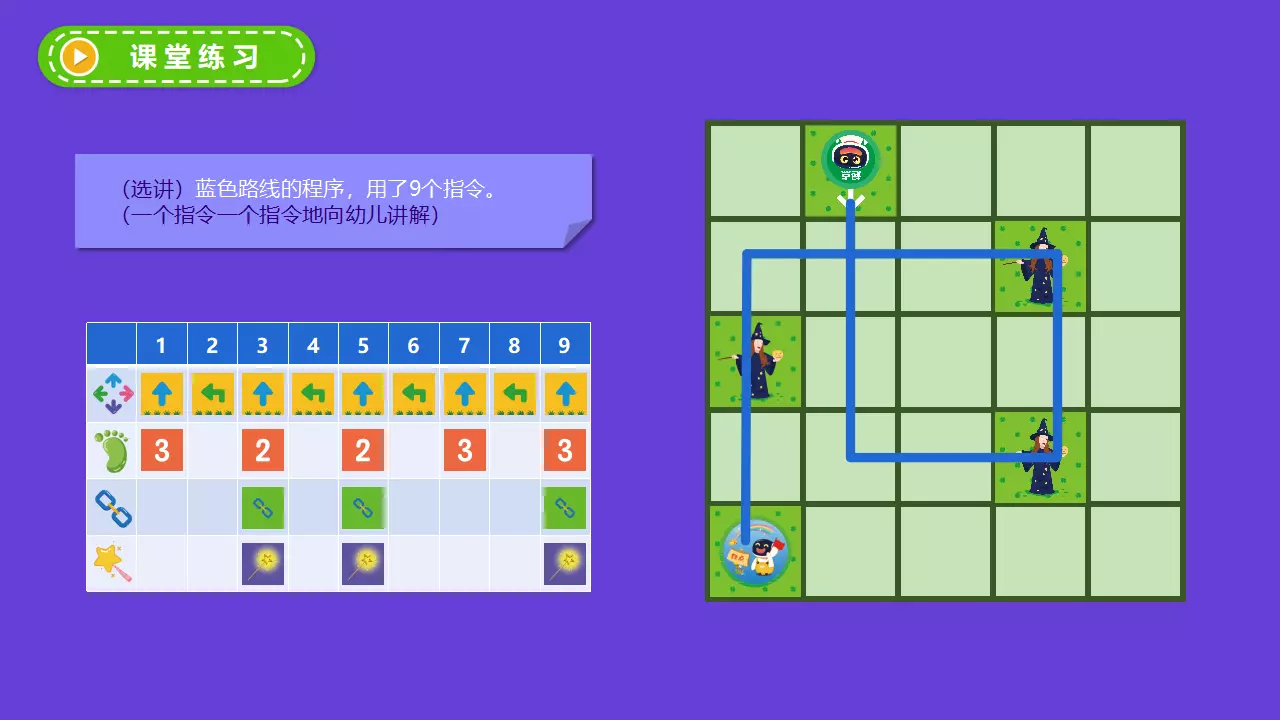 课堂练习
（选讲）蓝色路线的程序，用了9个指令。
（一个指令一个指令地向幼儿讲解）
1 2 3 4 5 6 7 8 9
3 2 2 3 3